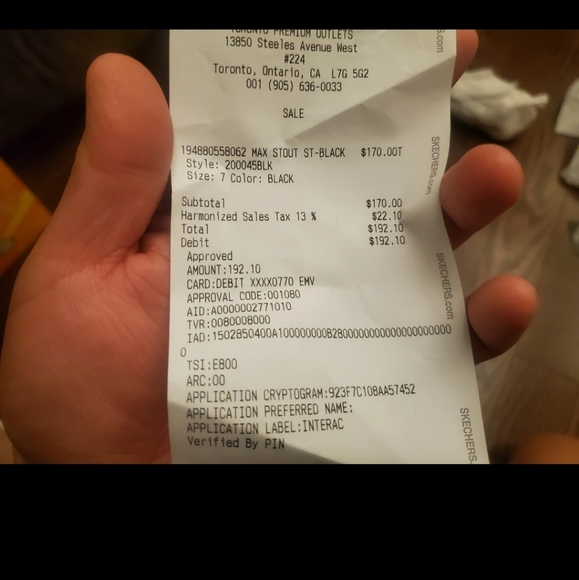 TORONTO PREMIUM OUTLETS
13850 Steeles Avenue West
#224
Toronto, Ontario, CA L7G 5G2
001 (905) 636-0033
SALE
194880558062 MAX STOUT ST-BLACK $170.00T
Style: 200045BLK
Size: 7 Color: BLACK
Subtotal $170.00
Harmonized Sales Tax 13 % $22.10
Total $192.10
Debit $192.10
Approved
AMOUNT:192.10
CARD:DEBIT XXXX0770 EMV
APPROVAL CODE:001080
AID:A0000002771010
TVR:0080008000
IAD:1502850400A10000000082800000000000000000000
0
TSI:E800
ARC:00
APPLICATION CRYPTOGRAM:923F7C108AA57452
APPLICATION PREFERRED NAME:
APPLICATION LABEL:INTERAC
Verified By PIN
S.com
SKECHERS.com
SKECHERS.com
SKECHERS.